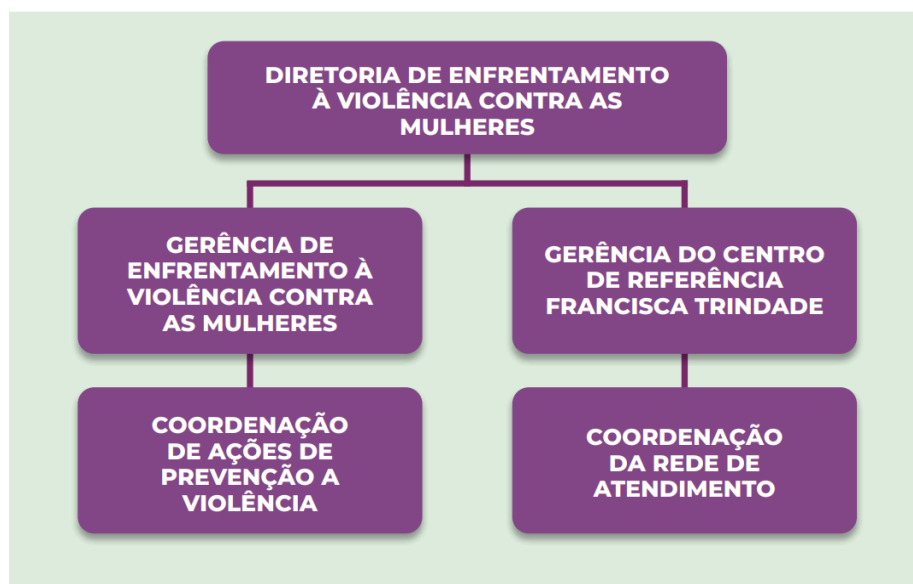 DIRETORIA DE ENFRENTAMENTO
À VIOLÊNCIA CONTRA AS
MULHERES
GERÊNCIA DE
ENFRENTAMENTO À
VIOLÊNCIA CONTRA
AS MULHERES
GERÊNCIA DO CENTRO
DE REFERÊNCIA
FRANCISCA TRINDADE
COORDENAÇÃO
DE AÇÕES DE
PREVENÇÃO A
VIOLÊNCIA
COORDENAÇÃO
DA REDE DE
ATENDIMENTO